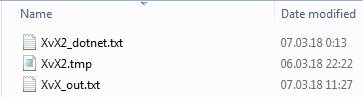 Name Date modified
XvX2_dotnet.txt 07.03.18 0:13
XvX2.tmp 06.03.18 22:22
XvX_out.txt 07.03.18 11:27